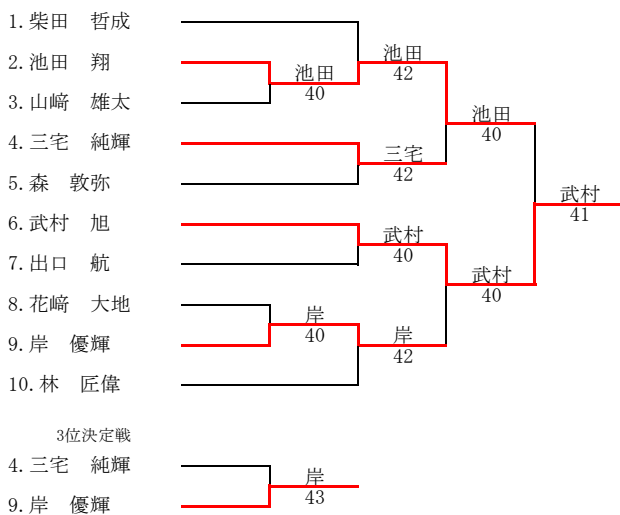 1. 柴田　哲成
2. 池田　翔
3. 山﨑　雄太
4. 三宅　純輝
5. 森　敦弥
6. 武村　旭
7. 出口　航
8. 花﨑　大地
9. 岸　優輝
10. 林　匠偉
池田
40
岸
40
池田
42
三宅
42
武村
40
岸
42
池田
40
武村
40
武村
41
3位決定戦
4. 三宅　純輝
9. 岸　優輝
岸
43